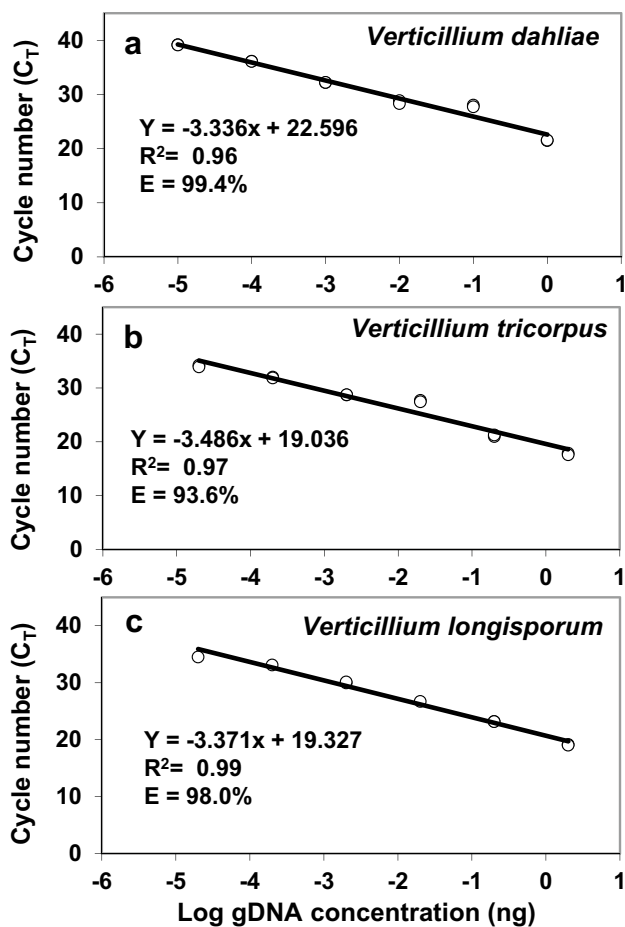 a
Verticillium dahliae
Cycle number (C_T)
40
30
20
10
0
Y = -3.336x + 22.596
R²= 0.96
E = 99.4%
-6 -5 -4 -3 -2 -1 0 1
b
Verticillium tricorpus
Cycle number (C_T)
40
30
20
10
0
Y = -3.486x + 19.036
R²= 0.97
E = 93.6%
-6 -5 -4 -3 -2 -1 0 1
c
Verticillium longisporum
Cycle number (C_T)
40
30
20
10
0
Y = -3.371x + 19.327
R²= 0.99
E = 98.0%
-6 -5 -4 -3 -2 -1 0 1
Log gDNA concentration (ng)